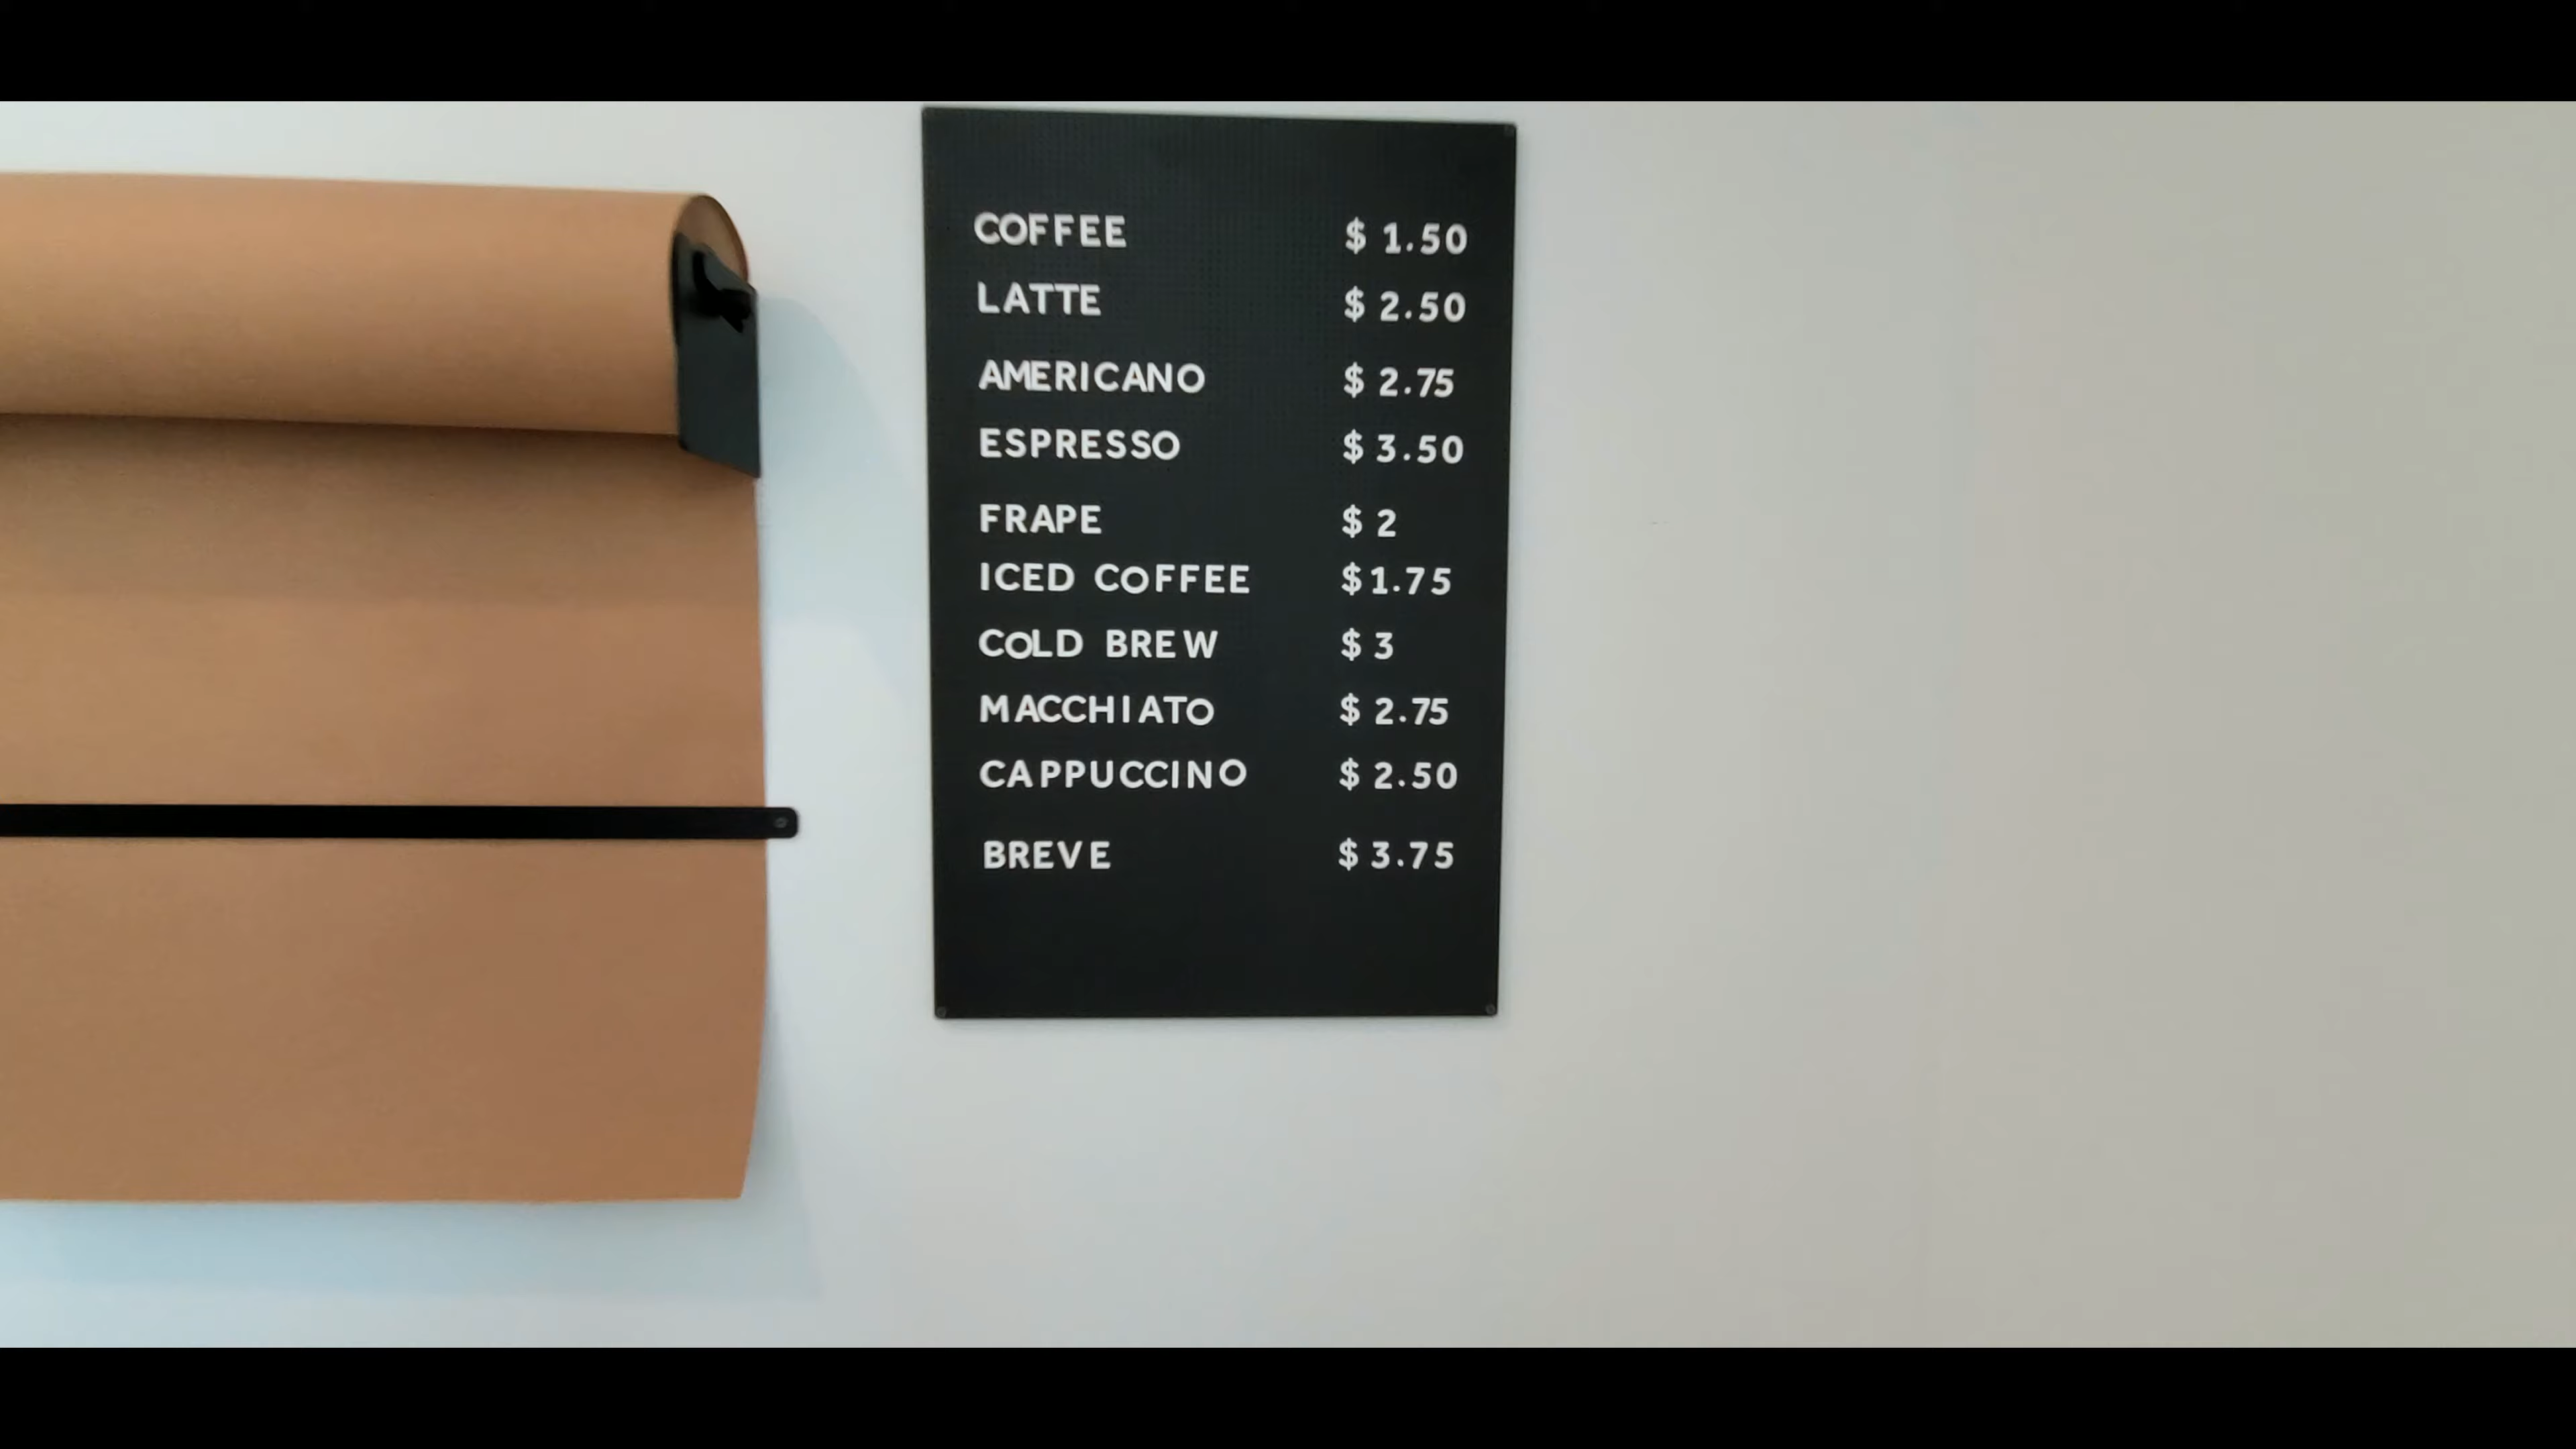 COFFEE $ 1.50
LATTE $ 2.50
AMERICANO $ 2.75
ESPRESSO $ 3.50
FRAPE $ 2
ICED COFFEE $1.75
COLD BREW $ 3
MACCHIATO $ 2.75
CAPPUCCINO $ 2.50
BREVE $ 3.75